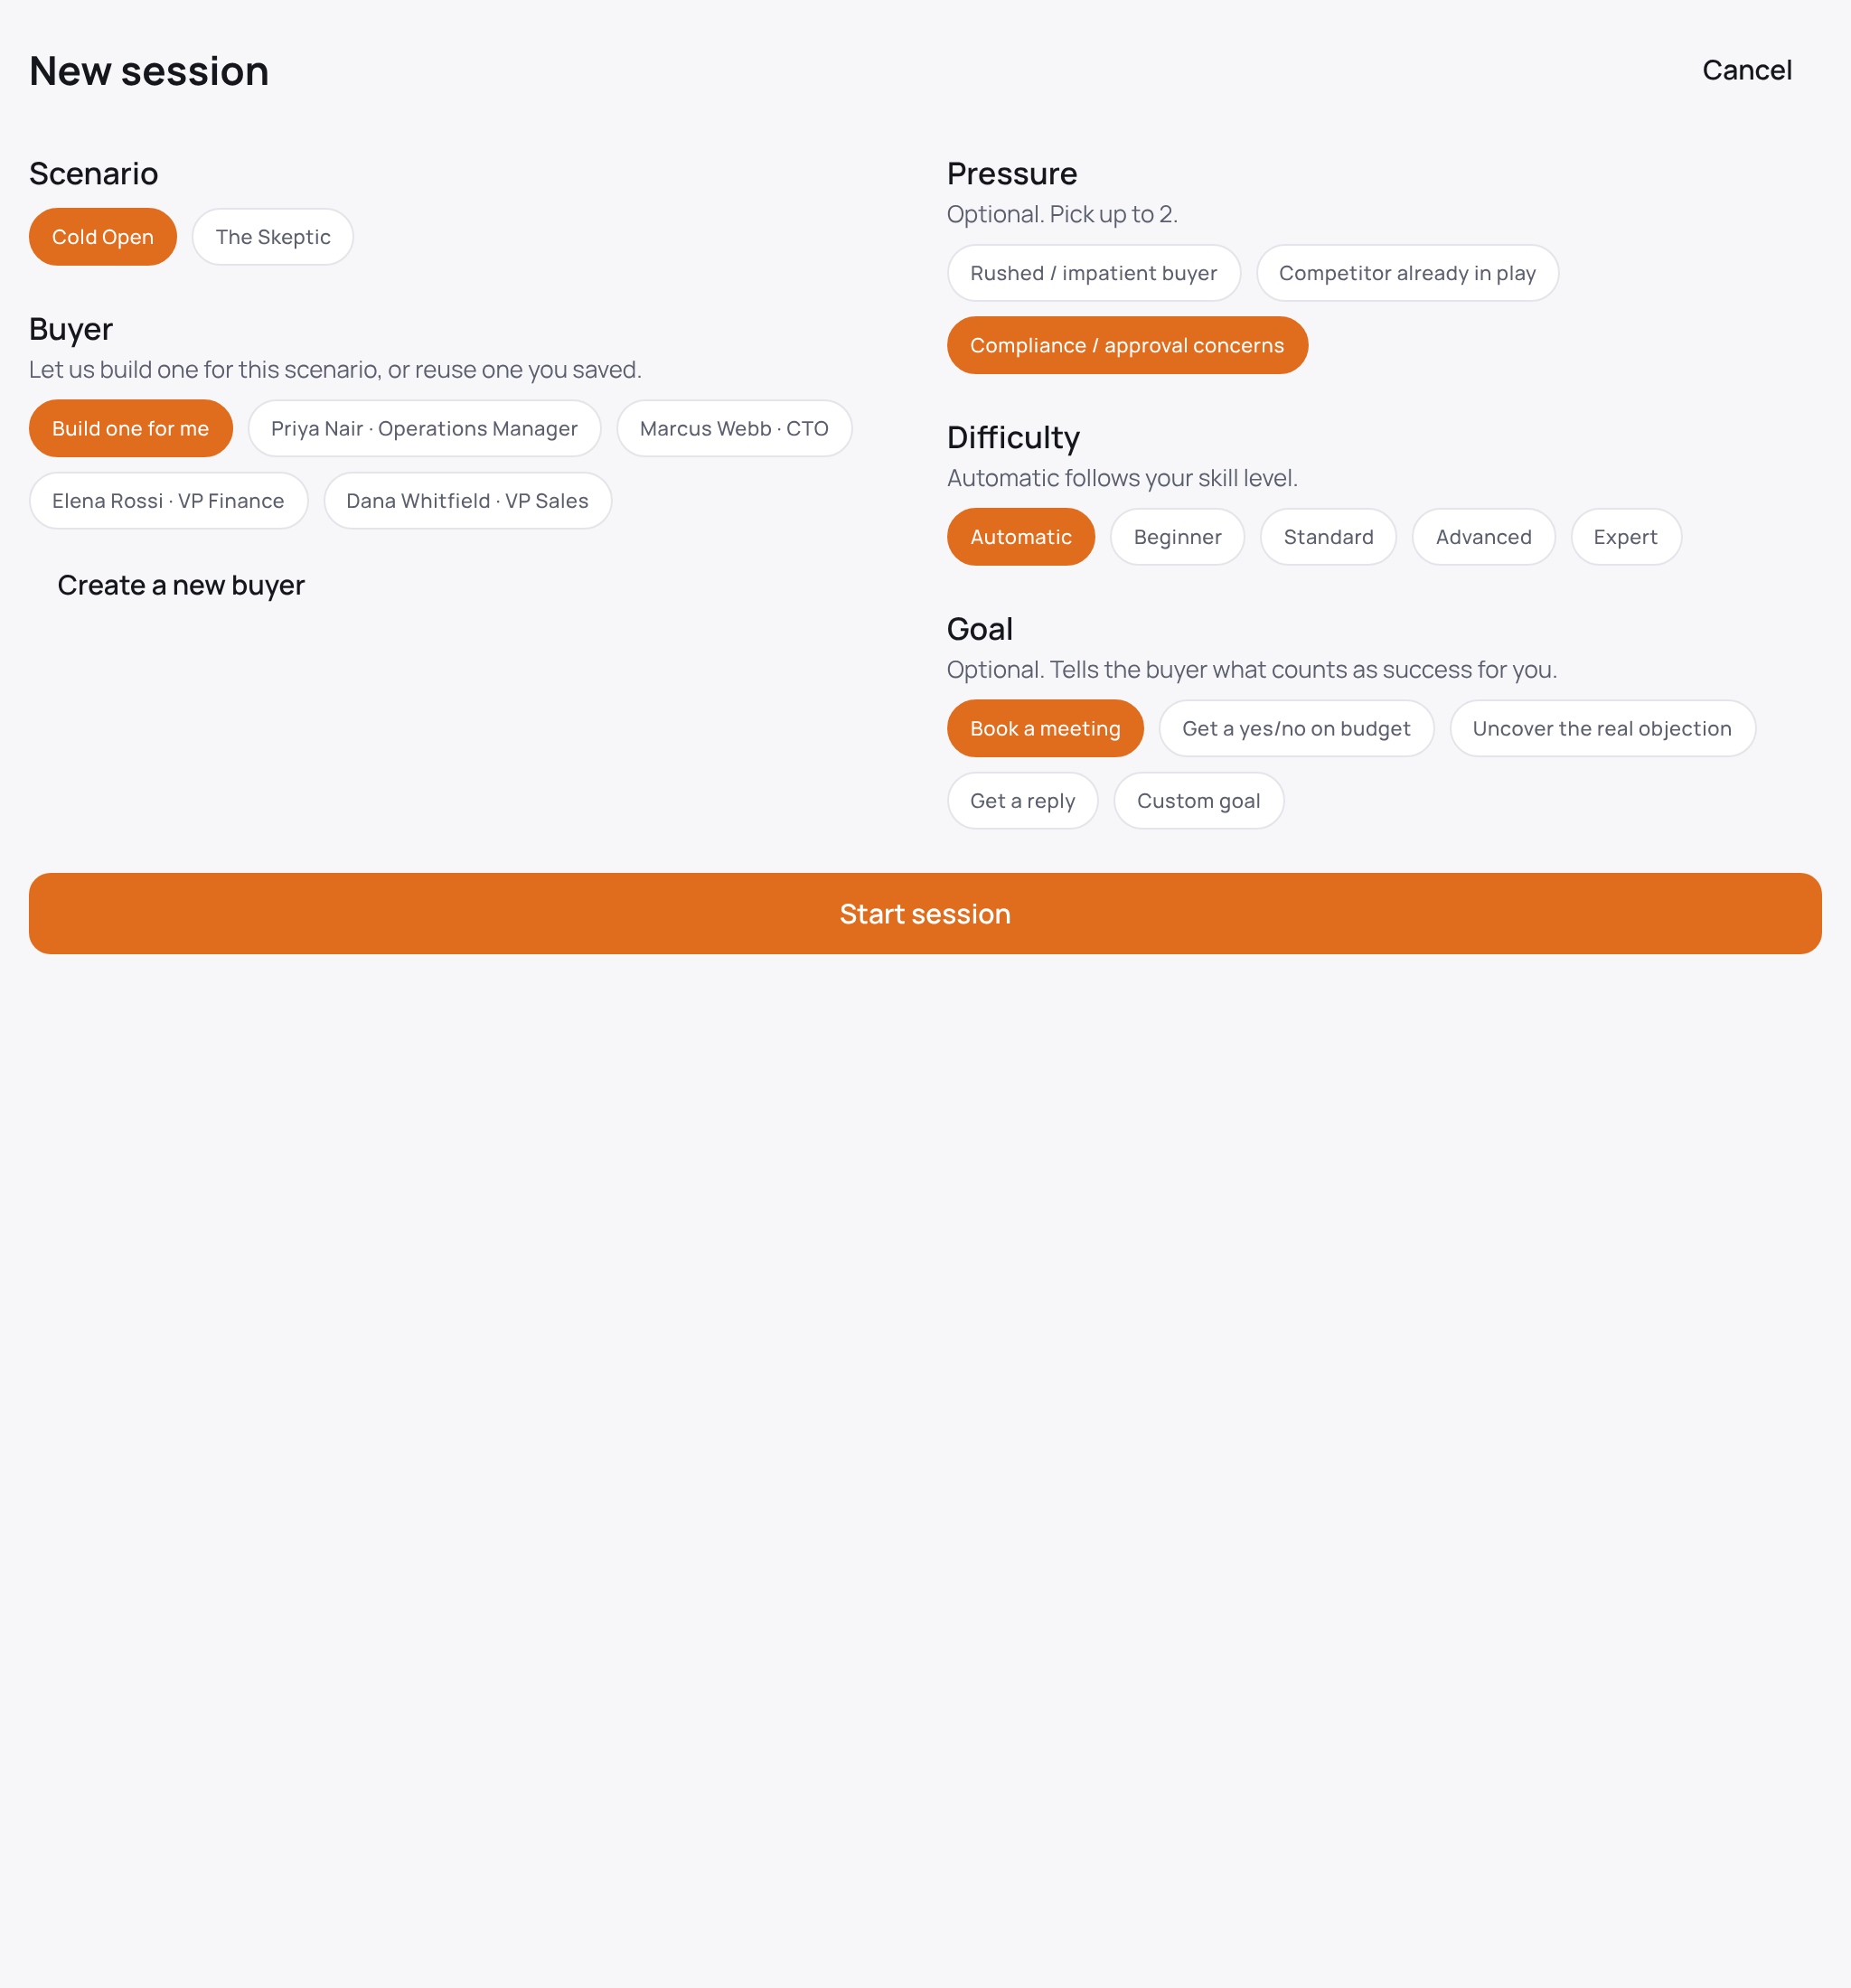 New session
Cancel
Scenario
Cold Open
The Skeptic
Buyer
Let us build one for this scenario, or reuse one you saved.
Build one for me
Priya Nair · Operations Manager
Marcus Webb · CTO
Elena Rossi · VP Finance
Dana Whitfield · VP Sales
Create a new buyer
Pressure
Optional. Pick up to 2.
Rushed / impatient buyer
Competitor already in play
Compliance / approval concerns
Difficulty
Automatic follows your skill level.
Automatic
Beginner
Standard
Advanced
Expert
Goal
Optional. Tells the buyer what counts as success for you.
Book a meeting
Get a yes/no on budget
Uncover the real objection
Get a reply
Custom goal
Start session